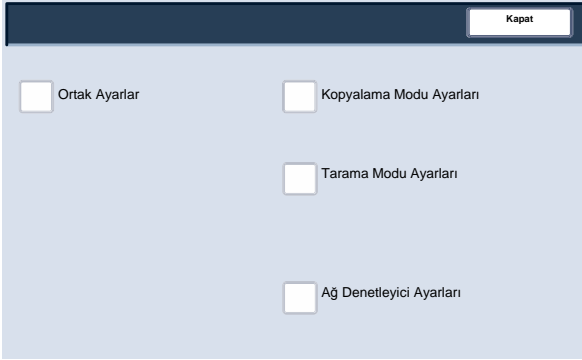 Kapat
Ortak Ayarlar
Kopyalama Modu Ayarları
Tarama Modu Ayarları
Ağ Denetleyici Ayarları